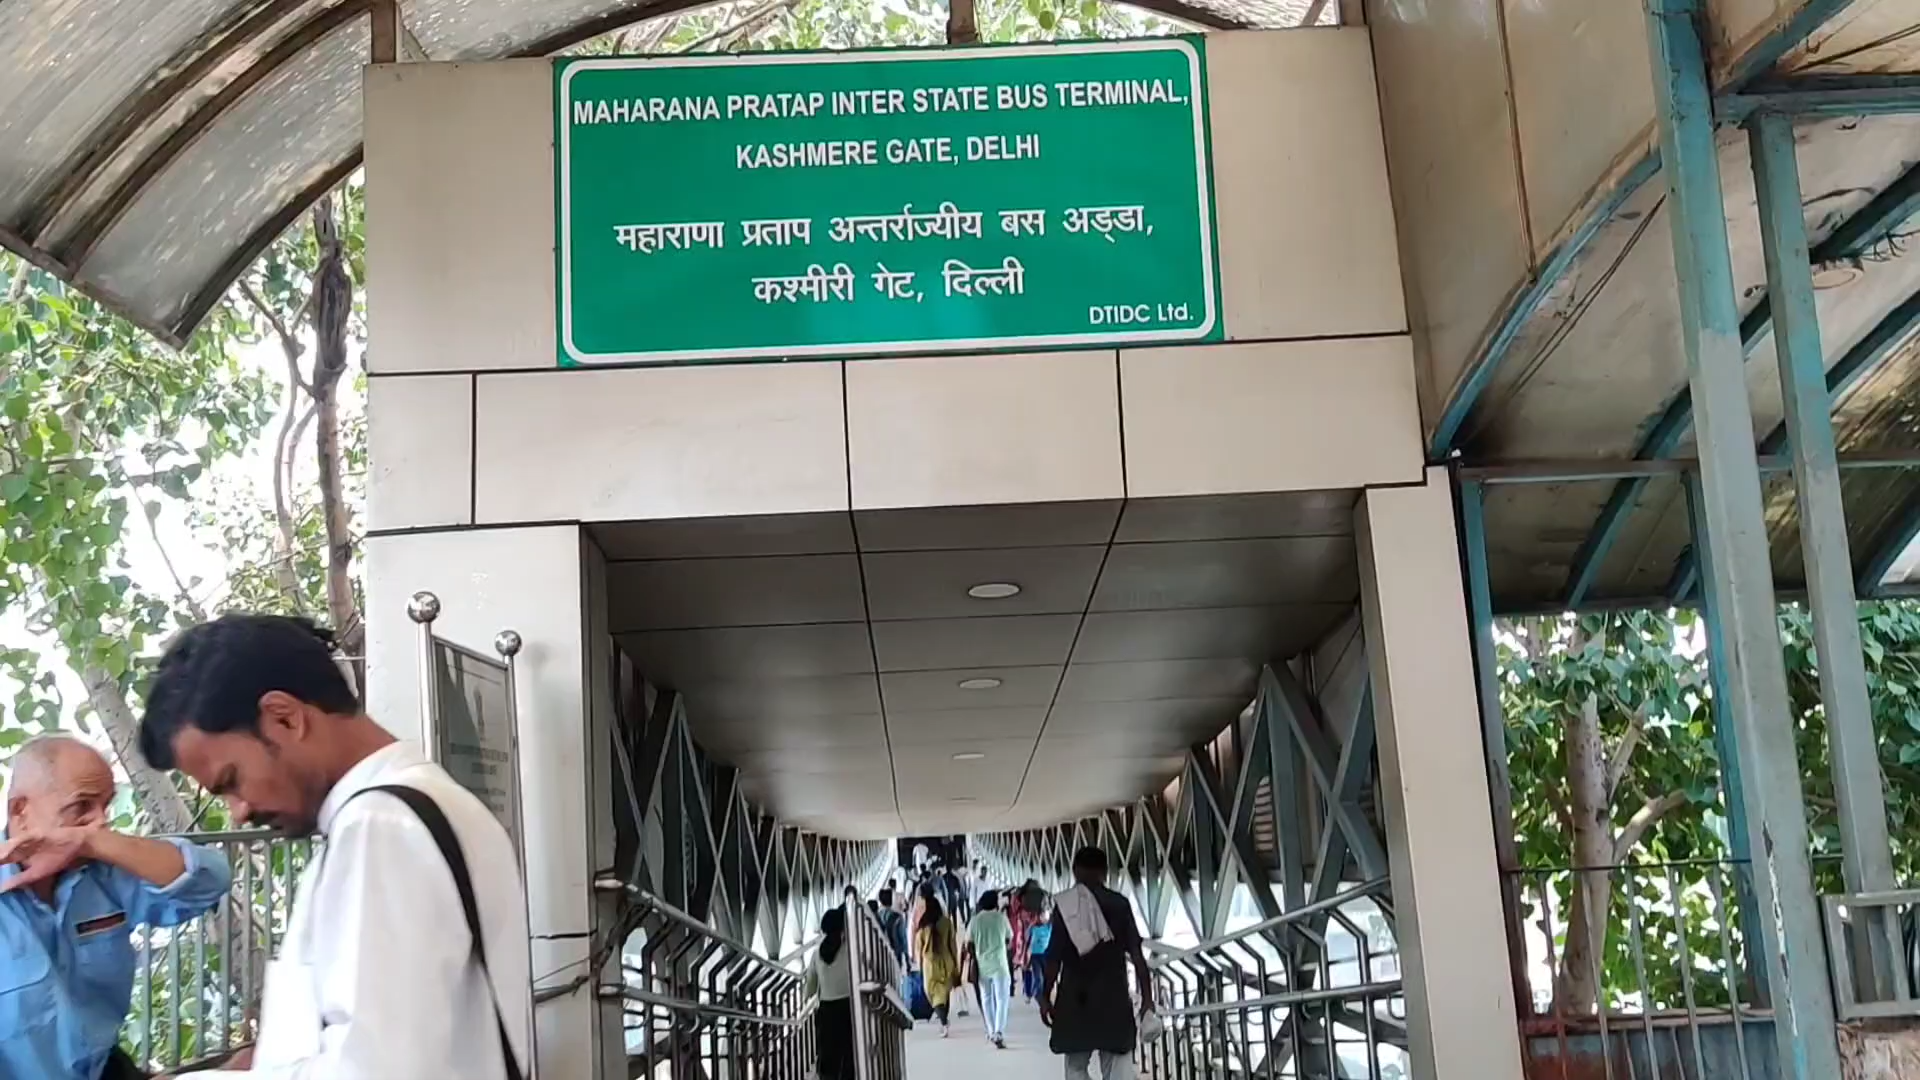 MAHARANA PRATAP INTER STATE BUS TERMINAL,
KASHMERE GATE, DELHI
महाराणा प्रताप अन्तर्राज्यीय बस अड्डा,
कश्मीरी गेट, दिल्ली
DTIDC Ltd.